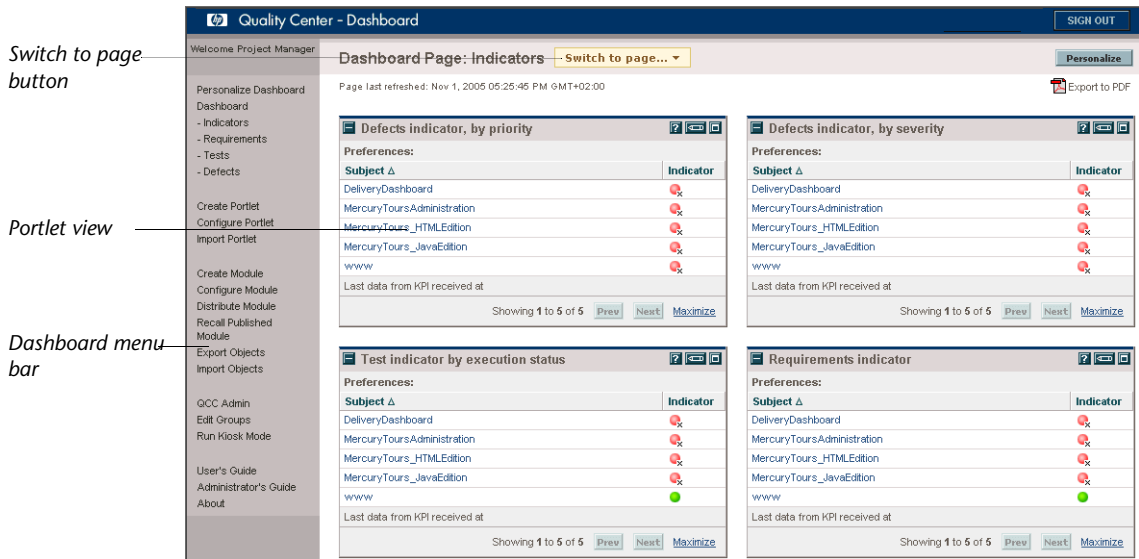 hp Quality Center - Dashboard
SIGN OUT
Switch to page
button
Portlet view
Dashboard menu
bar
Welcome Project Manager
Personalize Dashboard
Dashboard
- Indicators
- Requirements
- Tests
- Defects
Create Portlet
Configure Portlet
Import Portlet
Create Module
Configure Module
Distribute Module
Recall Published
Module
Export Objects
Import Objects
QCC Admin
Edit Groups
Run Kiosk Mode
User's Guide
Administrator's Guide
About
Dashboard Page: Indicators
Switch to page...
Personalize
Page last refreshed: Nov 1, 2005 05:25:45 PM GMT+02:00
Export to PDF
Defects indicator, by priority
Preferences:
Subject Indicator
DeliveryDashboard
MercuryToursAdministration
MercuryTours_HTMLEdition
MercuryTours_JavaEdition
www
Last data from KPI received at
Showing 1 to 5 of 5 Prev Next Maximize
Defects indicator, by severity
Preferences:
Subject Indicator
DeliveryDashboard
MercuryToursAdministration
MercuryTours_HTMLEdition
MercuryTours_JavaEdition
www
Last data from KPI received at
Showing 1 to 5 of 5 Prev Next Maximize
Test indicator by execution status
Preferences:
Subject Indicator
DeliveryDashboard
MercuryToursAdministration
MercuryTours_HTMLEdition
MercuryTours_JavaEdition
www
Last data from KPI received at
Showing 1 to 5 of 5 Prev Next Maximize
Requirements indicator
Preferences:
Subject Indicator
DeliveryDashboard
MercuryToursAdministration
MercuryTours_HTMLEdition
MercuryTours_JavaEdition
www
Last data from KPI received at
Showing 1 to 5 of 5 Prev Next Maximize